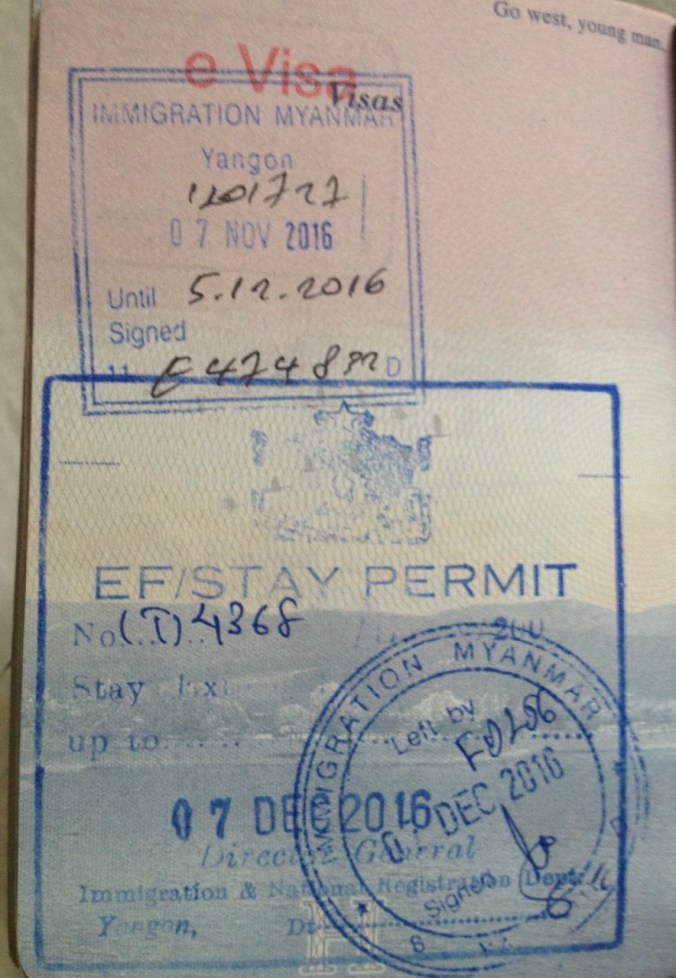 Go west, young man.
e Visa
Visas
IMMIGRATION MYANMAR
Yangon
07 NOV 2016
Until 5.12.2016
Signed
D
EF/STAY PERMIT
No (T) 4368
Stay Ext
up to
07 DEC 2016
Director General
Immigration & National Registration Dept
Yangon, D
IMMIGRATION MYANMAR
Left by
DEC 2016
Signed
8
H